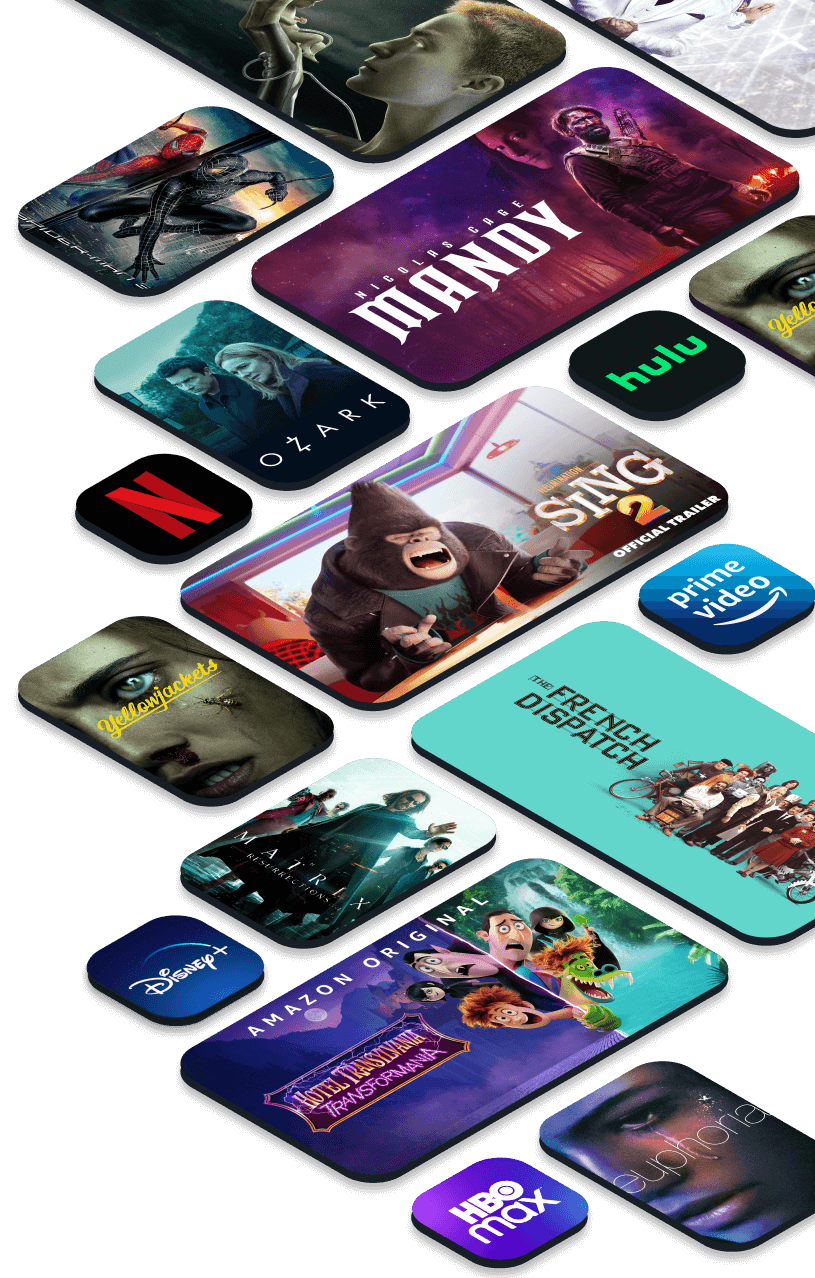 SPIDER-MAN 3
NICOLAS CAGE
MANDY
Yello
hulu
OZARK
N
ILLUMINATION
SING
2
OFFICIAL TRAILER
prime
video
Yellowjackets
THE FRENCH
DISPATCH
MATRIX
RESURRECTIONS
Disney+
AMAZON ORIGINAL
HOTEL TRANSYLVANIA
TRANSFORMANIA
euphoria
HBO
max